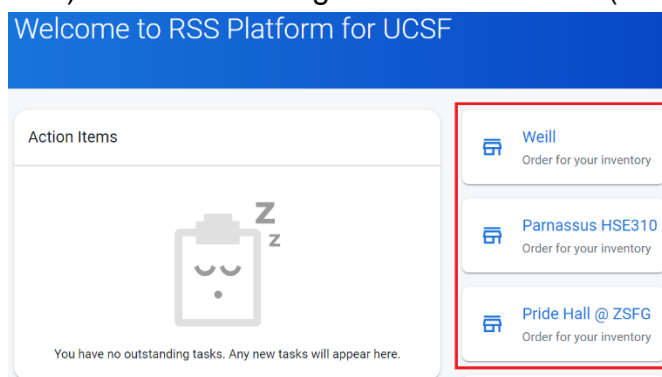 Welcome to RSS Platform for UCSF
Action Items
Z
z
You have no outstanding tasks. Any new tasks will appear here.
Weill
Order for your inventory
Parnassus HSE310
Order for your inventory
Pride Hall @ ZSFG
Order for your inventory